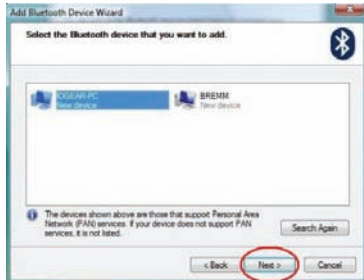 Add Bluetooth Device Wizard
Select the Bluetooth device that you want to add.
IOGEAR-PC
New device
BREMM
New device
The devices shown above are those that support Personal Area
Network (PAN) services. If your device does not support PAN
services, it is not listed.
Search Again
< Back
Next >
Cancel